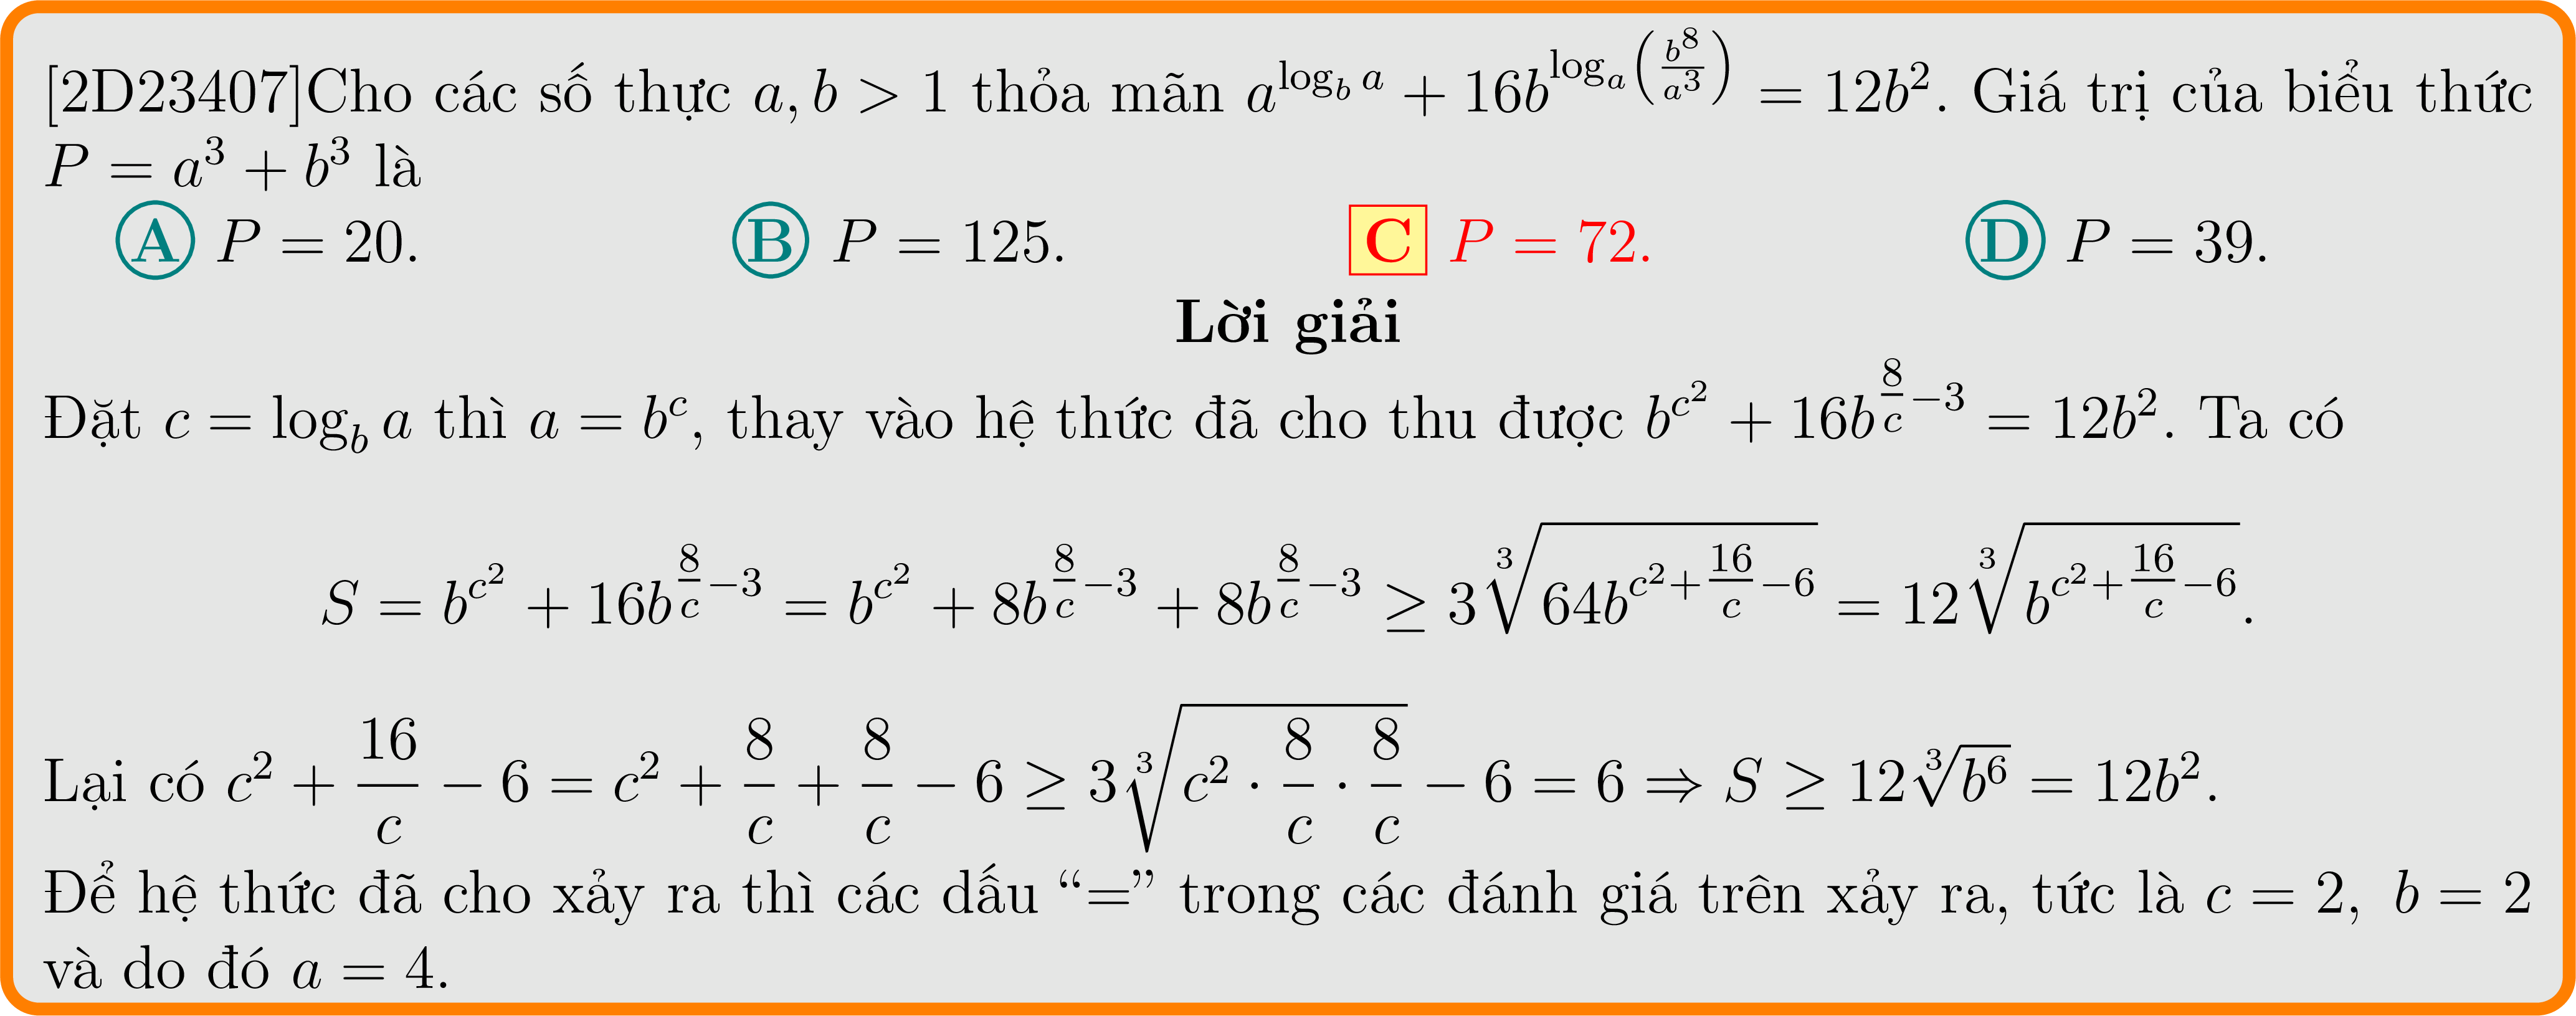 [2D23407]Cho các số thực $a, b > 1$ thỏa mãn $a^{\log_b a} + 16b^{\log_a\left(\frac{b^8}{a^3}\right)} = 12b^2$. Giá trị của biểu thức
$P = a^3 + b^3$ là
A $P = 20$. B $P = 125$. C $P = 72$. D $P = 39$.
Lời giải
Đặt $c = \log_b a$ thì $a = b^c$, thay vào hệ thức đã cho thu được $b^{c^2} + 16b^{\frac{8}{c}-3} = 12b^2$. Ta có
$S = b^{c^2} + 16b^{\frac{8}{c}-3} = b^{c^2} + 8b^{\frac{8}{c}-3} + 8b^{\frac{8}{c}-3} \geq 3\sqrt[3]{64b^{c^2+\frac{16}{c}-6}} = 12\sqrt[3]{b^{c^2+\frac{16}{c}-6}}.$
Lại có $c^2 + \frac{16}{c} - 6 = c^2 + \frac{8}{c} + \frac{8}{c} - 6 \geq 3\sqrt[3]{c^2 \cdot \frac{8}{c} \cdot \frac{8}{c}} - 6 = 6 \Rightarrow S \geq 12\sqrt[3]{b^6} = 12b^2$.
Để hệ thức đã cho xảy ra thì các dấu “=” trong các đánh giá trên xảy ra, tức là $c = 2$, $b = 2$
và do đó $a = 4$.